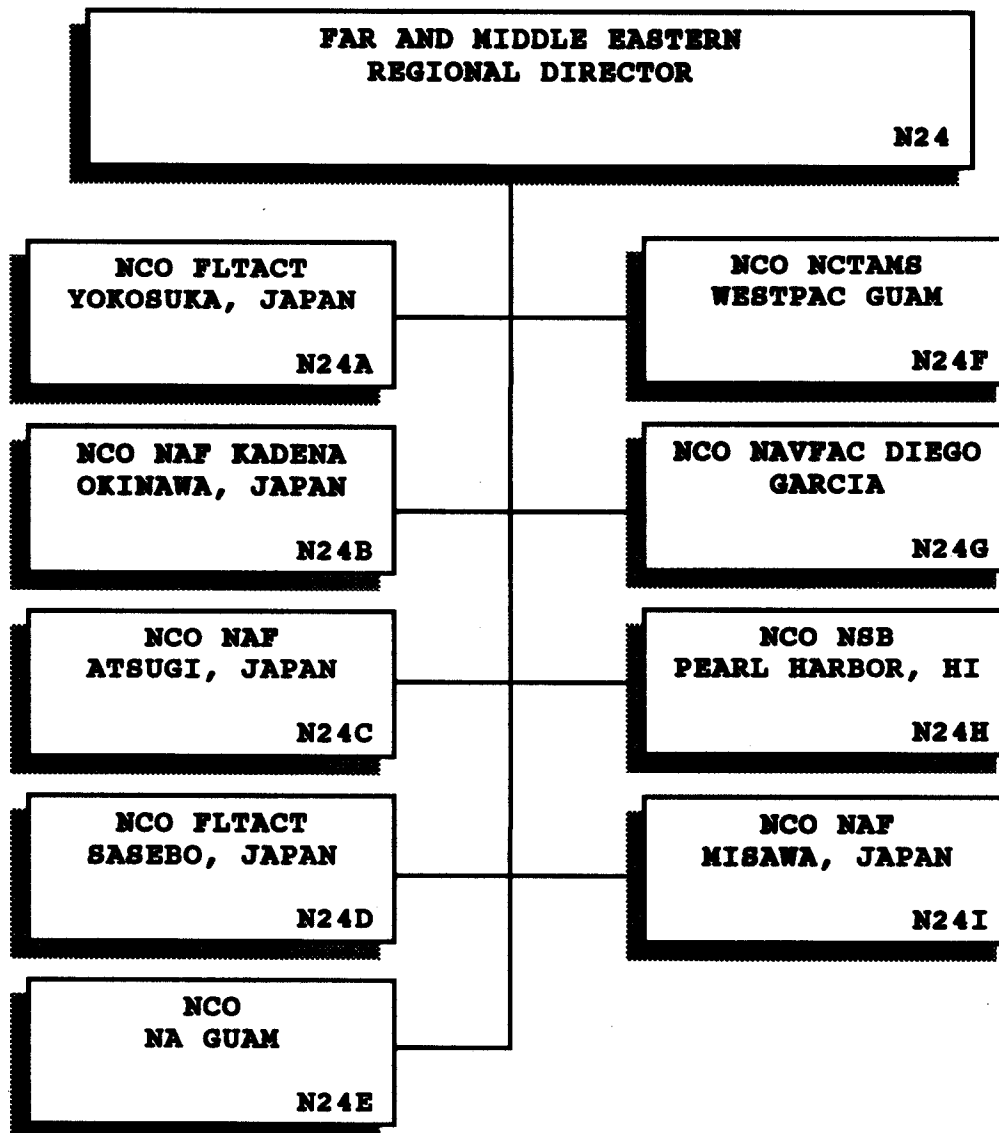 FAR AND MIDDLE EASTERN
REGIONAL DIRECTOR
N24
NCO FLTACT
YOKOSUKA, JAPAN
N24A
NCO NAF KADENA
OKINAWA, JAPAN
N24B
NCO NAF
ATSUGI, JAPAN
N24C
NCO FLTACT
SASEBO, JAPAN
N24D
NCO
NA GUAM
N24E
NCO NCTAMS
WESTPAC GUAM
N24F
NCO NAVFAC DIEGO
GARCIA
N24G
NCO NSB
PEARL HARBOR, HI
N24H
NCO NAF
MISAWA, JAPAN
N24I